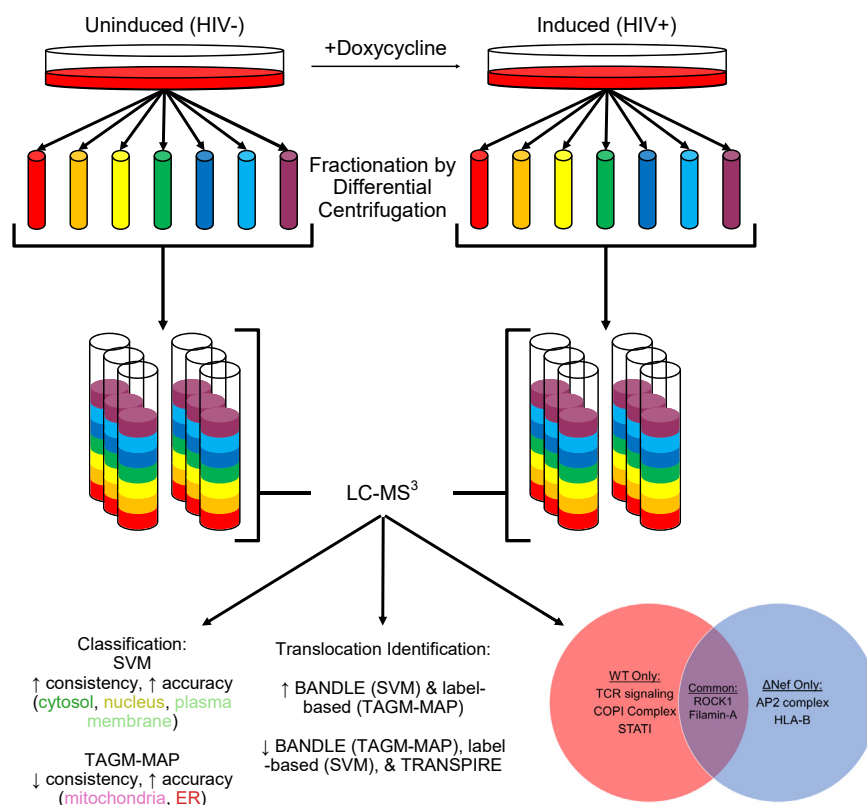 Uninduced (HIV-)
+Doxycycline
Induced (HIV+)
Fractionation by
Differential
Centrifugation
LC-MS³
Classification:
SVM
↑ consistency, ↑ accuracy
(cytosol, nucleus, plasma
membrane)
TAGM-MAP
↓ consistency, ↑ accuracy
(mitochondria, ER)
Translocation Identification:
↑ BANDLE (SVM) & label-
based (TAGM-MAP)
↓ BANDLE (TAGM-MAP), label
-based (SVM), & TRANSPIRE
WT Only:
TCR signaling
COPI Complex
STATI
Common:
ROCK1
Filamin-A
ΔNef Only:
AP2 complex
HLA-B